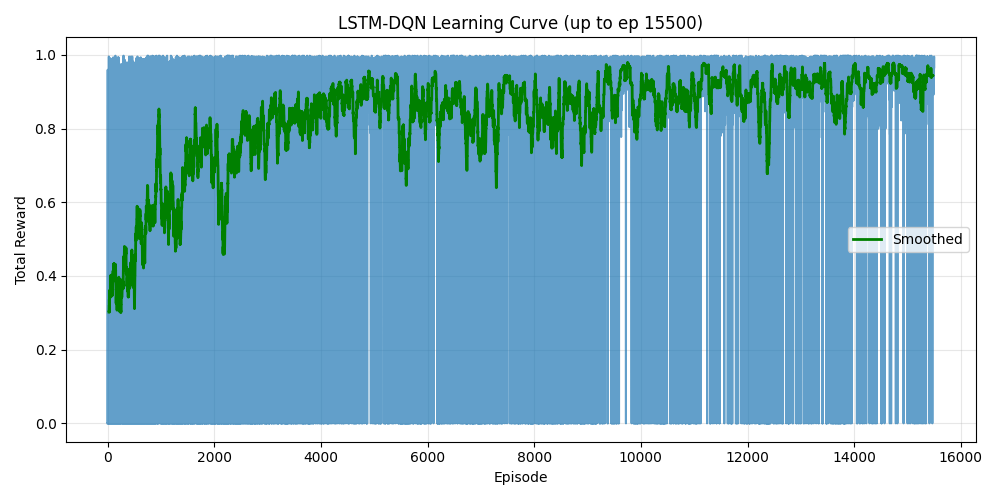 LSTM-DQN Learning Curve (up to ep 15500)
Total Reward
1.0
0.8
0.6
0.4
0.2
0.0
Smoothed
0 2000 4000 6000 8000 10000 12000 14000 16000
Episode